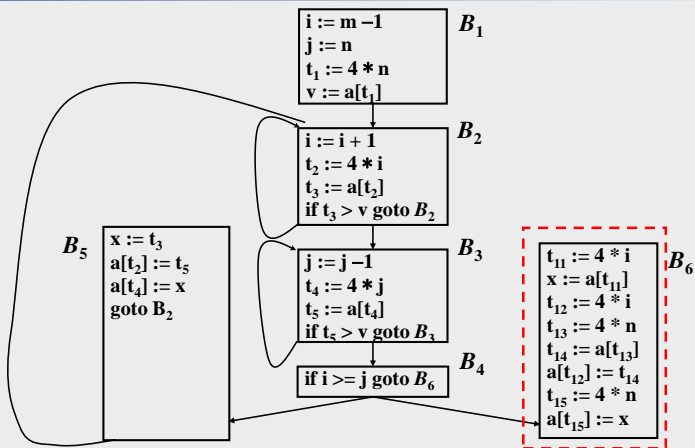 i := m −1
j := n
t1 := 4 * n
v := a[t1]
B1
i := i + 1
t2 := 4 * i
t3 := a[t2]
if t3 > v goto B2
B2
j := j −1
t4 := 4 * j
t5 := a[t4]
if t5 > v goto B3
B3
if i >= j goto B6
B4
x := t3
a[t2] := t5
a[t4] := x
goto B2
B5
t11 := 4 * i
x := a[t11]
t12 := 4 * i
t13 := 4 * n
t14 := a[t13]
a[t12] := t14
t15 := 4 * n
a[t15] := x
B6